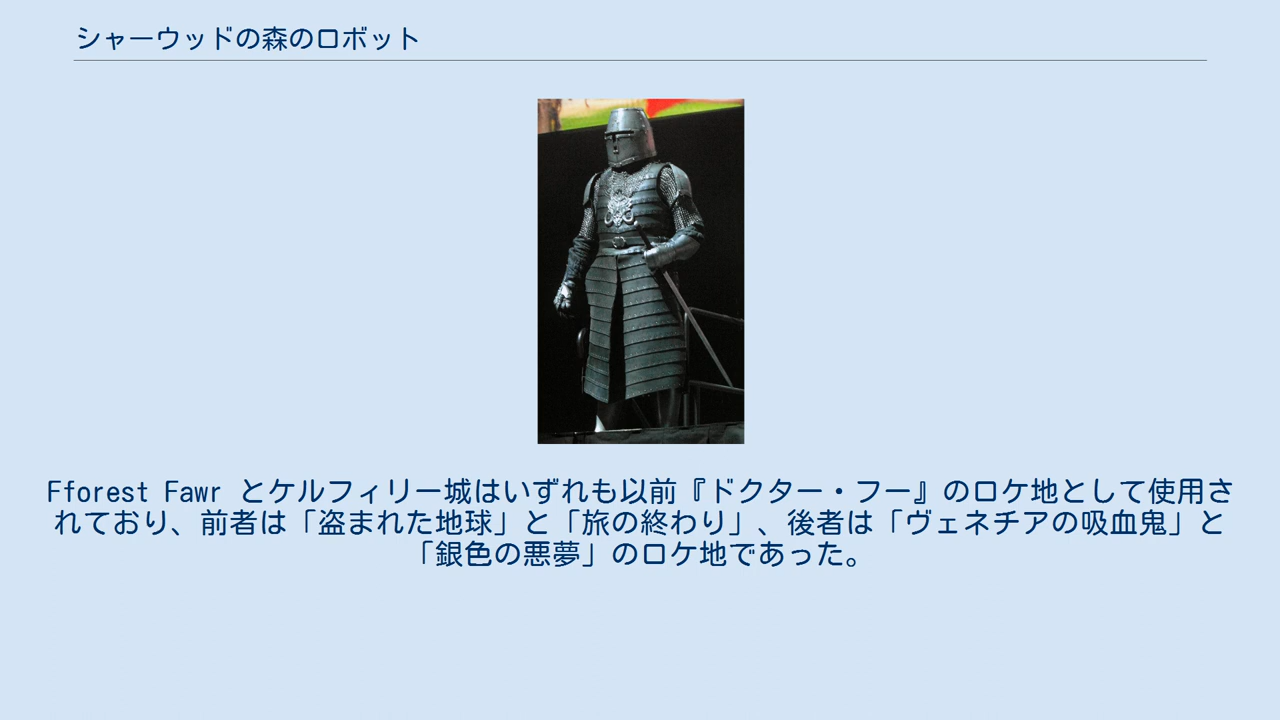 シャーウッドの森のロボット
Fforest Fawr とケルフィリー城はいずれも以前『ドクター・フー』のロケ地として使用さ
れており、前者は「盗まれた地球」と「旅の終わり」、後者は「ヴェネチアの吸血鬼」と
「銀色の悪夢」のロケ地であった。